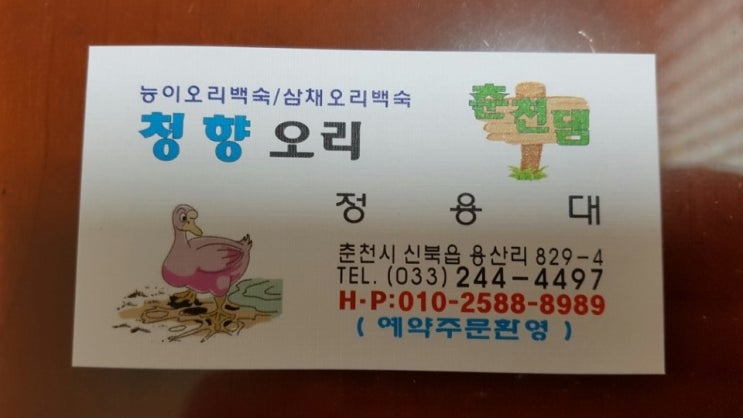 능이오리백숙/삼채오리백숙
청향오리
춘천댐
정용대
춘천시 신북읍 용산리 829-4
TEL. (033) 244-4497
H·P:010-2588-8989
( 예약주문환영 )